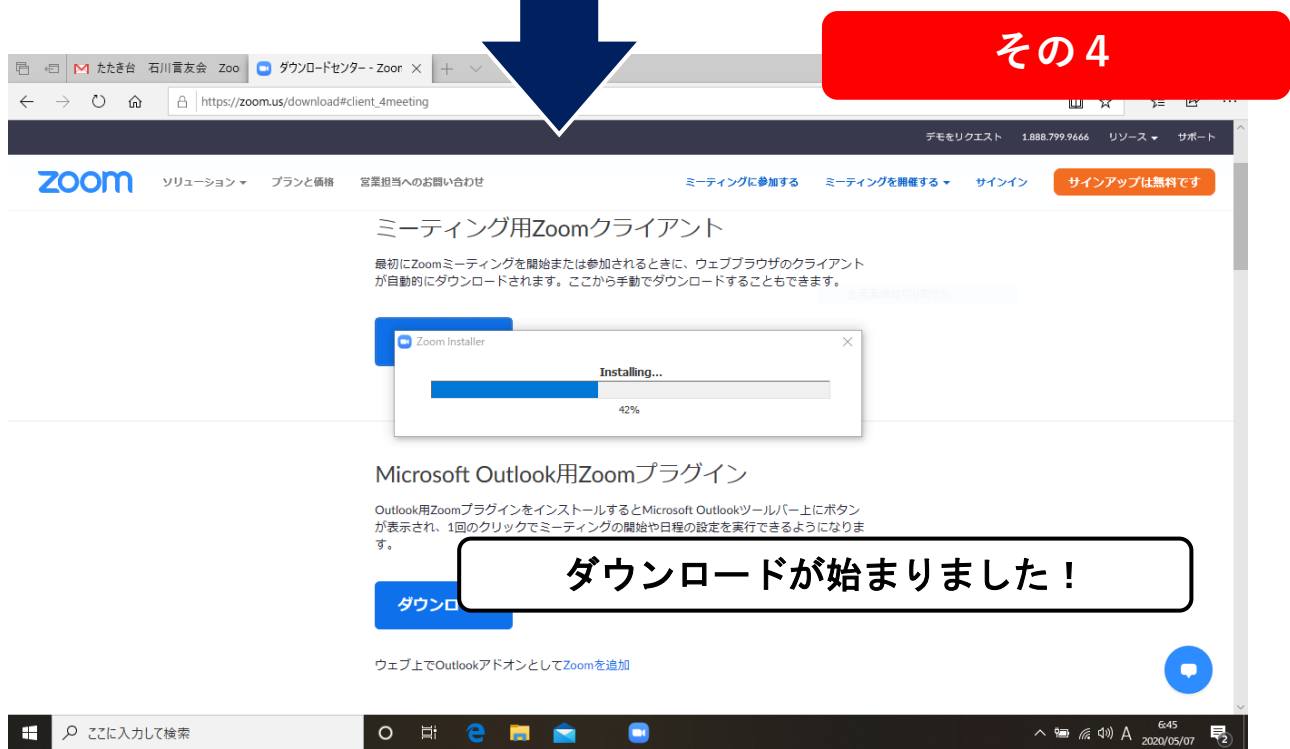 その4
たたき台 石川言友会 Zoo
ダウンロードセンター - Zoor
https://zoom.us/download#client_4meeting
デモをリクエスト 1.888.799.9666 リソース サポート
zoom ソリューション プランと価格 営業担当へのお問い合わせ ミーティングに参加する ミーティングを開催する サインイン サインアップは無料です
ミーティング用Zoomクライアント
最初にZoomミーティングを開始または参加されるときに、ウェブブラウザのクライアント
が自動的にダウンロードされます。ここから手動でダウンロードすることもできます。
Zoom Installer
Installing...
42%
Microsoft Outlook用Zoomプラグイン
Outlook用ZoomプラグインをインストールするとMicrosoft Outlookツールバー上にボタン
が表示され、1回のクリックでミーティングの開始や日程の設定を実行できるようになりま
す。
ダウンロードが始まりました！
ダウンロ
ウェブ上でOutlookアドオンとしてZoomを追加
ここに入力して検索
A
6:45
2020/05/07
2